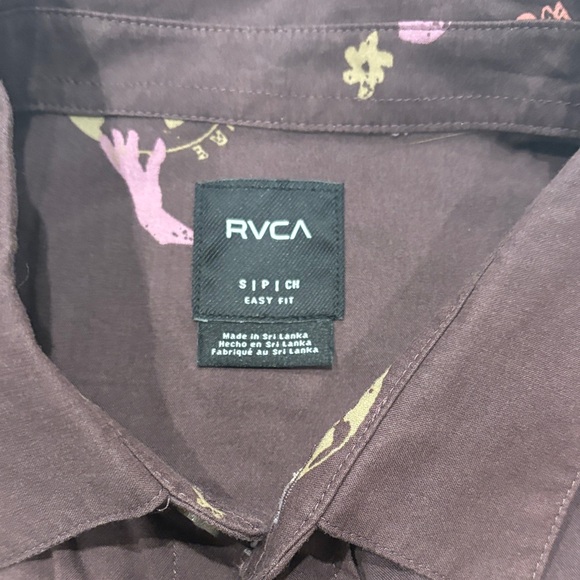 RVCA
S | P | CH
EASY FIT
Made in Sri Lanka
Hecho en Sri Lanka
Fabriqué au Sri Lanka